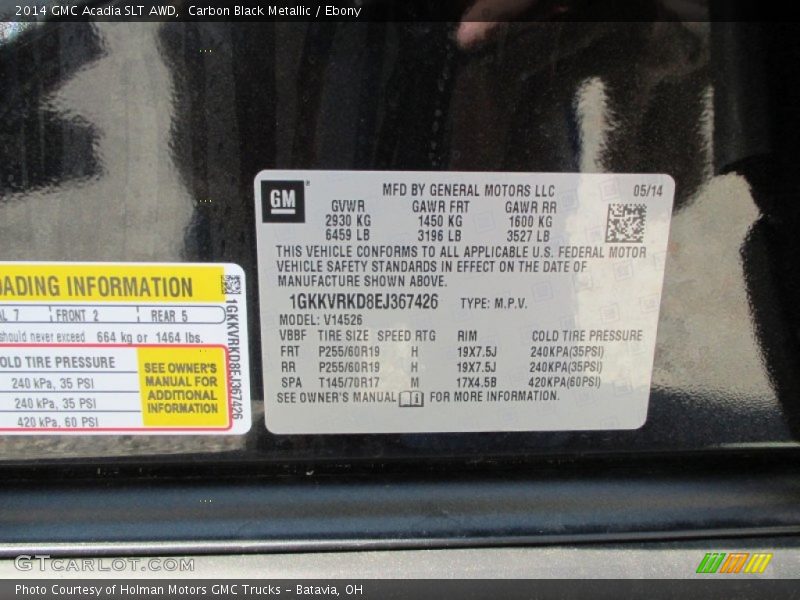 2014 GMC Acadia SLT AWD, Carbon Black Metallic / Ebony
GM
MFD BY GENERAL MOTORS LLC 05/14
GVWR GAWR FRT GAWR RR
2930 KG 1450 KG 1600 KG
6459 LB 3196 LB 3527 LB
THIS VEHICLE CONFORMS TO ALL APPLICABLE U.S. FEDERAL MOTOR
VEHICLE SAFETY STANDARDS IN EFFECT ON THE DATE OF
MANUFACTURE SHOWN ABOVE.
1GKKVRKD8EJ367426 TYPE: M.P.V.
MODEL: V14526
VBBF TIRE SIZE SPEED RTG RIM COLD TIRE PRESSURE
FRT P255/60R19 H 19X7.5J 240KPA(35PSI)
RR P255/60R19 H 19X7.5J 240KPA(35PSI)
SPA T145/70R17 M 17X4.5B 420KPA(60PSI)
SEE OWNER'S MANUAL i FOR MORE INFORMATION.
ADING INFORMATION
AL 7 FRONT 2 REAR 5
should never exceed 664 kg or 1464 lbs.
OLD TIRE PRESSURE
240 kPa, 35 PSI
240 kPa, 35 PSI
420 kPa, 60 PSI
SEE OWNER'S
MANUAL FOR
ADDITIONAL
INFORMATION
1GKKVRKD8EJ367426
GTCARLOT.COM
Photo Courtesy of Holman Motors GMC Trucks - Batavia, OH